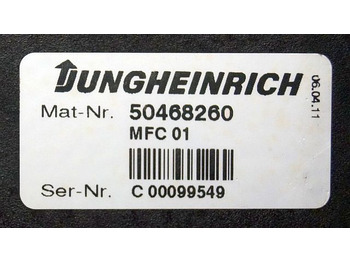 JUNGHEINRICH
Mat-Nr. 50468260
MFC 01
Ser-Nr. C 00099549
06.04.11